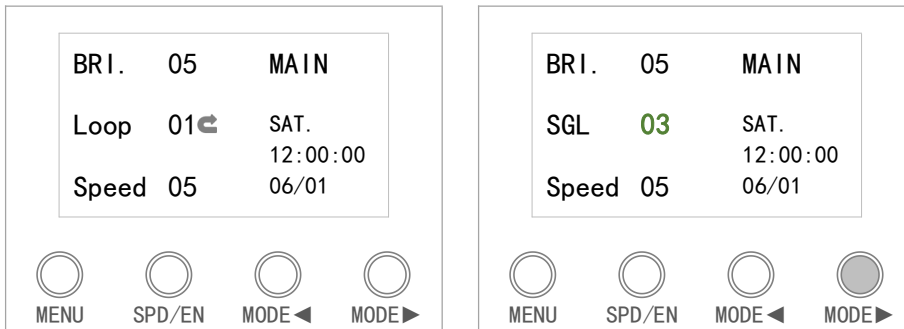 BRI. 05 MAIN
Loop 01 SAT.
12:00:00
Speed 05 06/01
MENU SPD/EN MODE◀ MODE▶
BRI. 05 MAIN
SGL 03 SAT.
12:00:00
Speed 05 06/01
MENU SPD/EN MODE◀ MODE▶